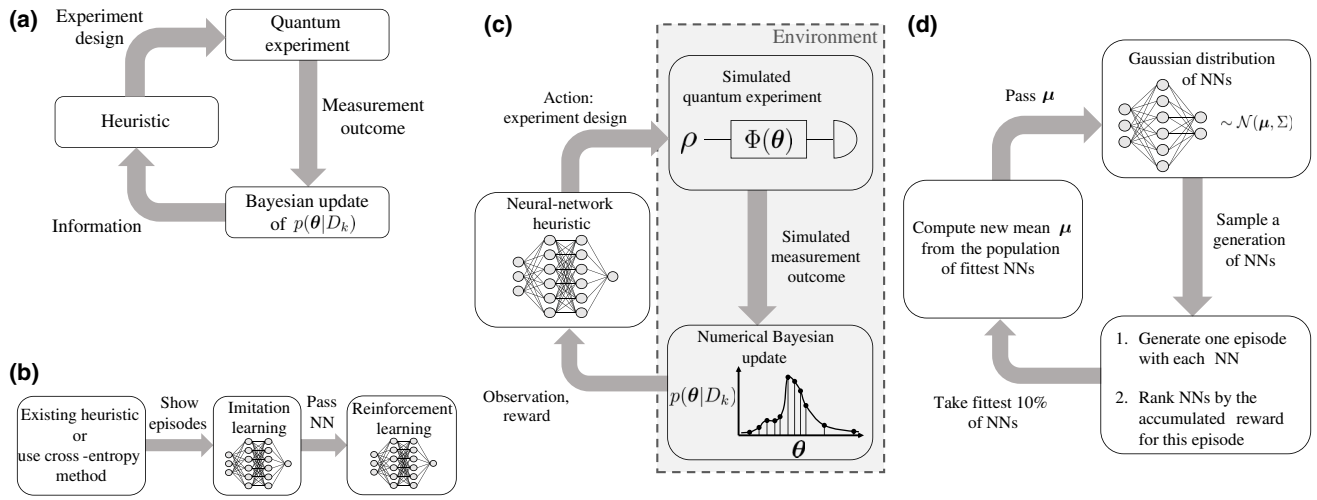 (a)
Experiment
design
Quantum
experiment
Heuristic
Measurement
outcome
Information
Bayesian update
of p(θ|D_k)
(b)
Existing heuristic
or
use cross -entropy
method
Show
episodes
Imitation
learning
Pass
NN
Reinforcement
learning
(c)
Environment
Action:
experiment design
Simulated
quantum experiment
ρ
Φ(θ)
Neural-network
heuristic
Simulated
measurement
outcome
Observation,
reward
Numerical Bayesian
update
p(θ|D_k)
θ
(d)
Pass μ
Gaussian distribution
of NNs
∼ N(μ, Σ)
Compute new mean μ
from the population
of fittest NNs
Sample a
generation
of NNs
Take fittest 10%
of NNs
1. Generate one episode
with each NN
2. Rank NNs by the
accumulated reward
for this episode